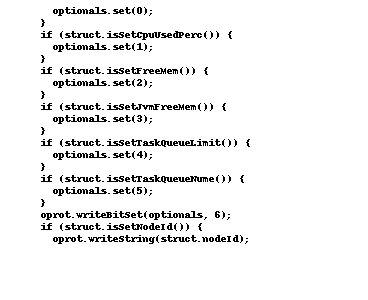 optionals.set(0);
}
if (struct.isSetCpuUsedPerc()) {
optionals.set(1);
}
if (struct.isSetFreeMem()) {
optionals.set(2);
}
if (struct.isSetJvmFreeMem()) {
optionals.set(3);
}
if (struct.isSetTaskQueueLimit()) {
optionals.set(4);
}
if (struct.isSetTaskQueueNume()) {
optionals.set(5);
}
oprot.writeBitSet(optionals, 6);
if (struct.isSetNodeId()) {
oprot.writeString(struct.nodeId);